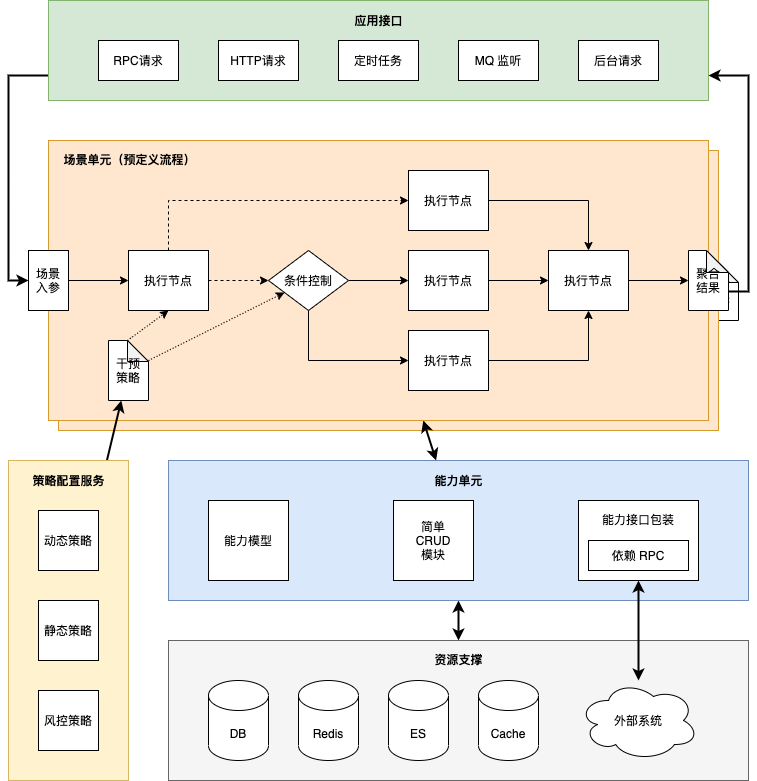 应用接口
RPC请求
HTTP请求
定时任务
MQ 监听
后台请求
场景单元（预定义流程）
执行节点
场景
入参
执行节点
条件控制
执行节点
执行节点
聚合
结果
干预
策略
执行节点
策略配置服务
动态策略
静态策略
风控策略
能力单元
能力模型
简单
CRUD
模块
能力接口包装
依赖 RPC
资源支撑
DB
Redis
ES
Cache
外部系统